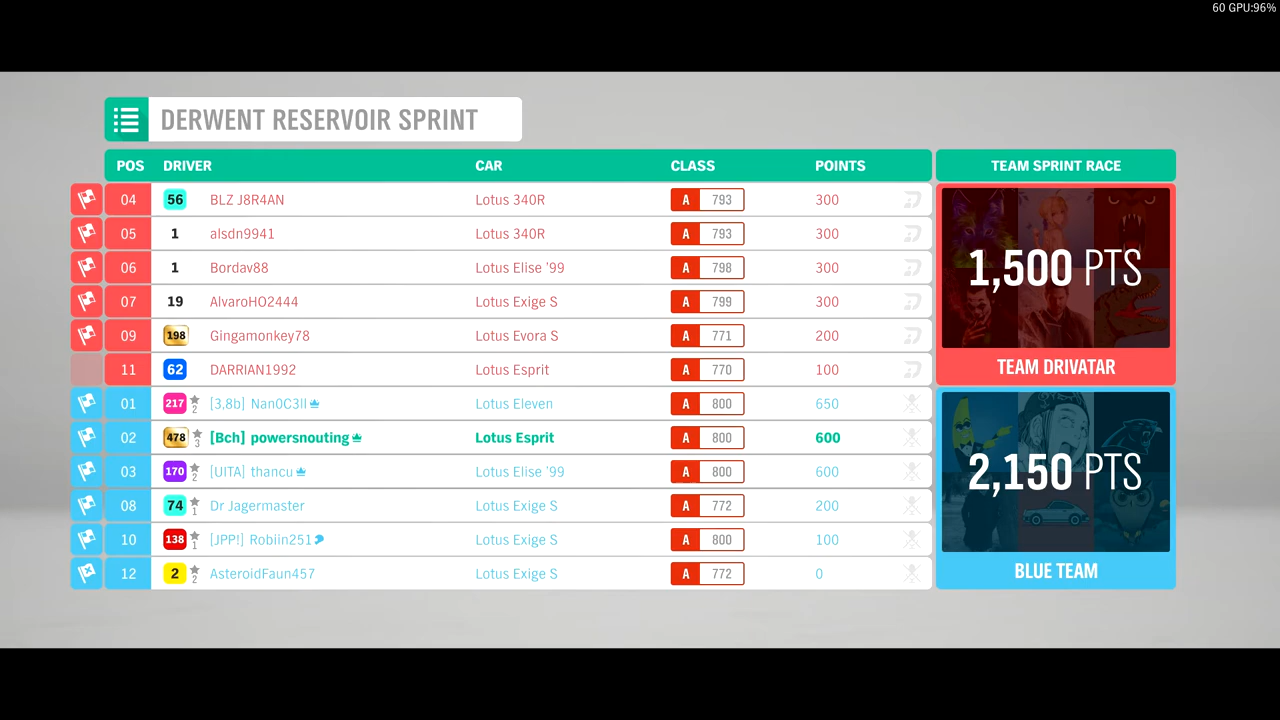 60 GPU:96%
DERWENT RESERVOIR SPRINT
POS DRIVER CAR CLASS POINTS TEAM SPRINT RACE
04 56 BLZ J8R4AN Lotus 340R A 793 300
05 1 alsdn9941 Lotus 340R A 793 300
06 1 Bordav88 Lotus Elise '99 A 798 300
07 19 AlvaroHO2444 Lotus Exige S A 799 300
09 198 Gingamonkey78 Lotus Evora S A 771 200
11 62 DARRIAN1992 Lotus Esprit A 770 100
1,500 PTS
TEAM DRIVATAR
01 217 2 [3,8b] Nan0C3ll Lotus Eleven A 800 650
02 478 3 [Bch] powersnouting Lotus Esprit A 800 600
03 170 2 [UITA] thancu Lotus Elise '99 A 800 600
08 74 1 Dr Jagermaster Lotus Exige S A 772 200
10 138 1 [JPP!] Robiin251 Lotus Exige S A 800 100
12 2 2 AsteroidFaun457 Lotus Exige S A 772 0
2,150 PTS
BLUE TEAM